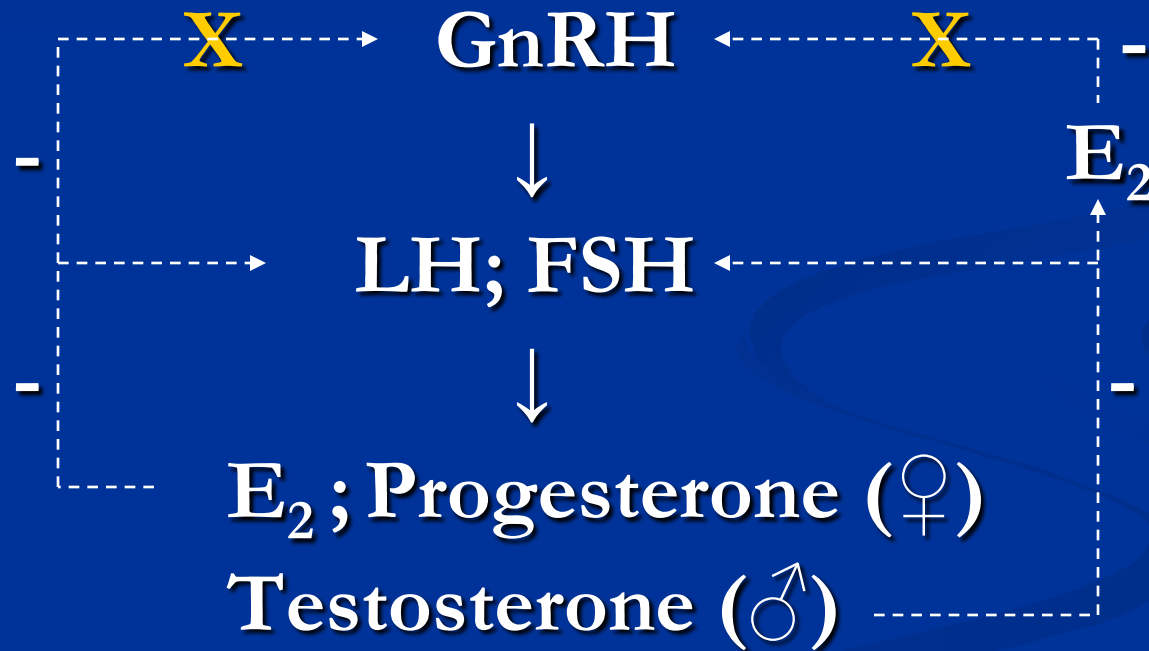 X GnRH X -
- ↓ E₂
LH; FSH
- ↓ -
E₂ ; Progesterone (♀)
Testosterone (♂)